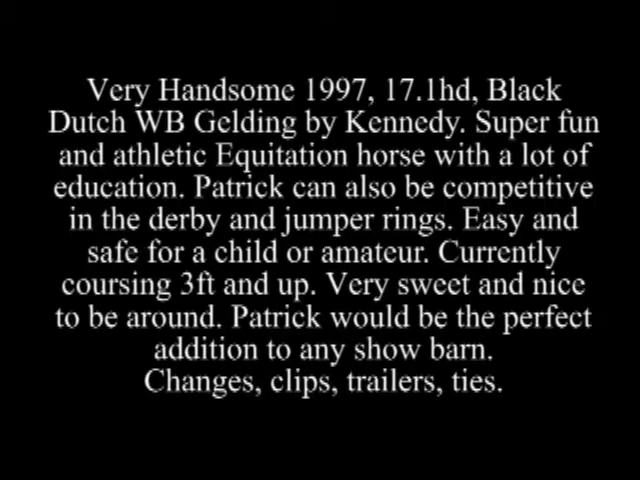 Very Handsome 1997, 17.1hd, Black
Dutch WB Gelding by Kennedy. Super fun
and athletic Equitation horse with a lot of
education. Patrick can also be competitive
in the derby and jumper rings. Easy and
safe for a child or amateur. Currently
coursing 3ft and up. Very sweet and nice
to be around. Patrick would be the perfect
addition to any show barn.
Changes, clips, trailers, ties.